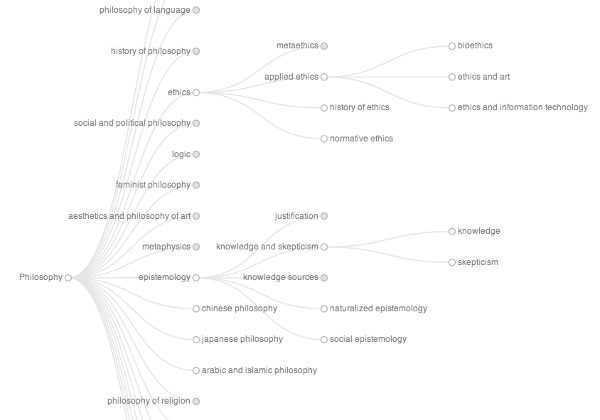 philosophy of language
history of philosophy
metaethics
bioethics
applied ethics
ethics and art
ethics
history of ethics
ethics and information technology
social and political philosophy
normative ethics
logic
feminist philosophy
aesthetics and philosophy of art
justification
knowledge
metaphysics
knowledge and skepticism
skepticism
Philosophy
epistemology
knowledge sources
chinese philosophy
naturalized epistemology
japanese philosophy
social epistemology
arabic and islamic philosophy
philosophy of religion